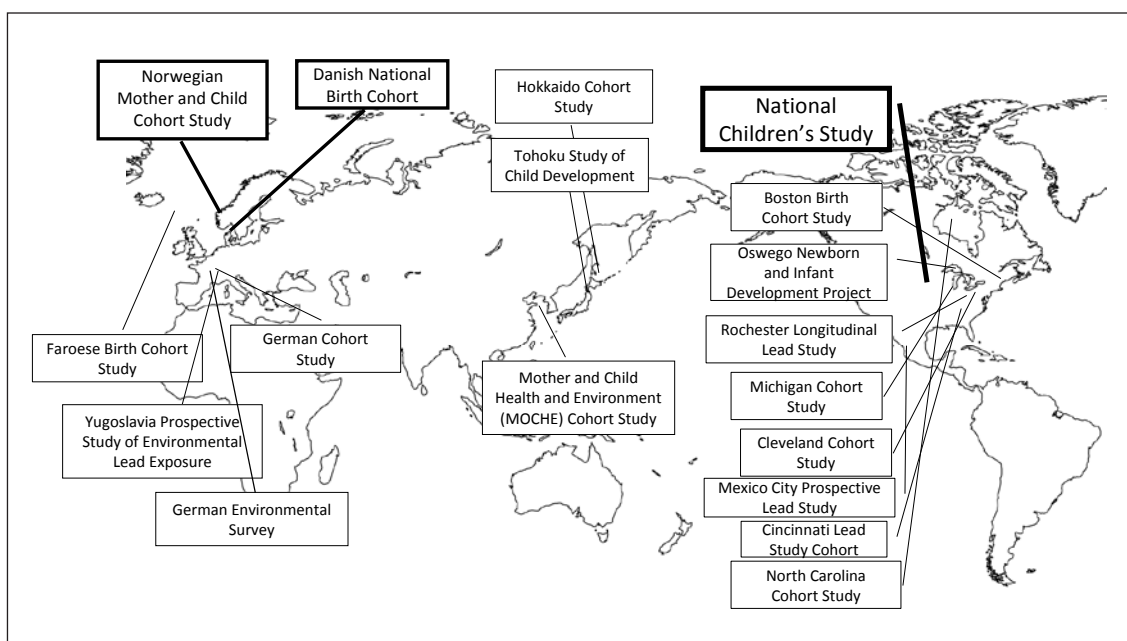 Norwegian
Mother and Child
Cohort Study
Danish National
Birth Cohort
Hokkaido Cohort
Study
Tohoku Study of
Child Development
National
Children's Study
Boston Birth
Cohort Study
Oswego Newborn
and Infant
Development Project
Rochester Longitudinal
Lead Study
Michigan Cohort
Study
Cleveland Cohort
Study
Mexico City Prospective
Lead Study
Cincinnati Lead
Study Cohort
North Carolina
Cohort Study
Faroese Birth Cohort
Study
German Cohort
Study
Yugoslavia Prospective
Study of Environmental
Lead Exposure
German Environmental
Survey
Mother and Child
Health and Environment
(MOCHE) Cohort Study